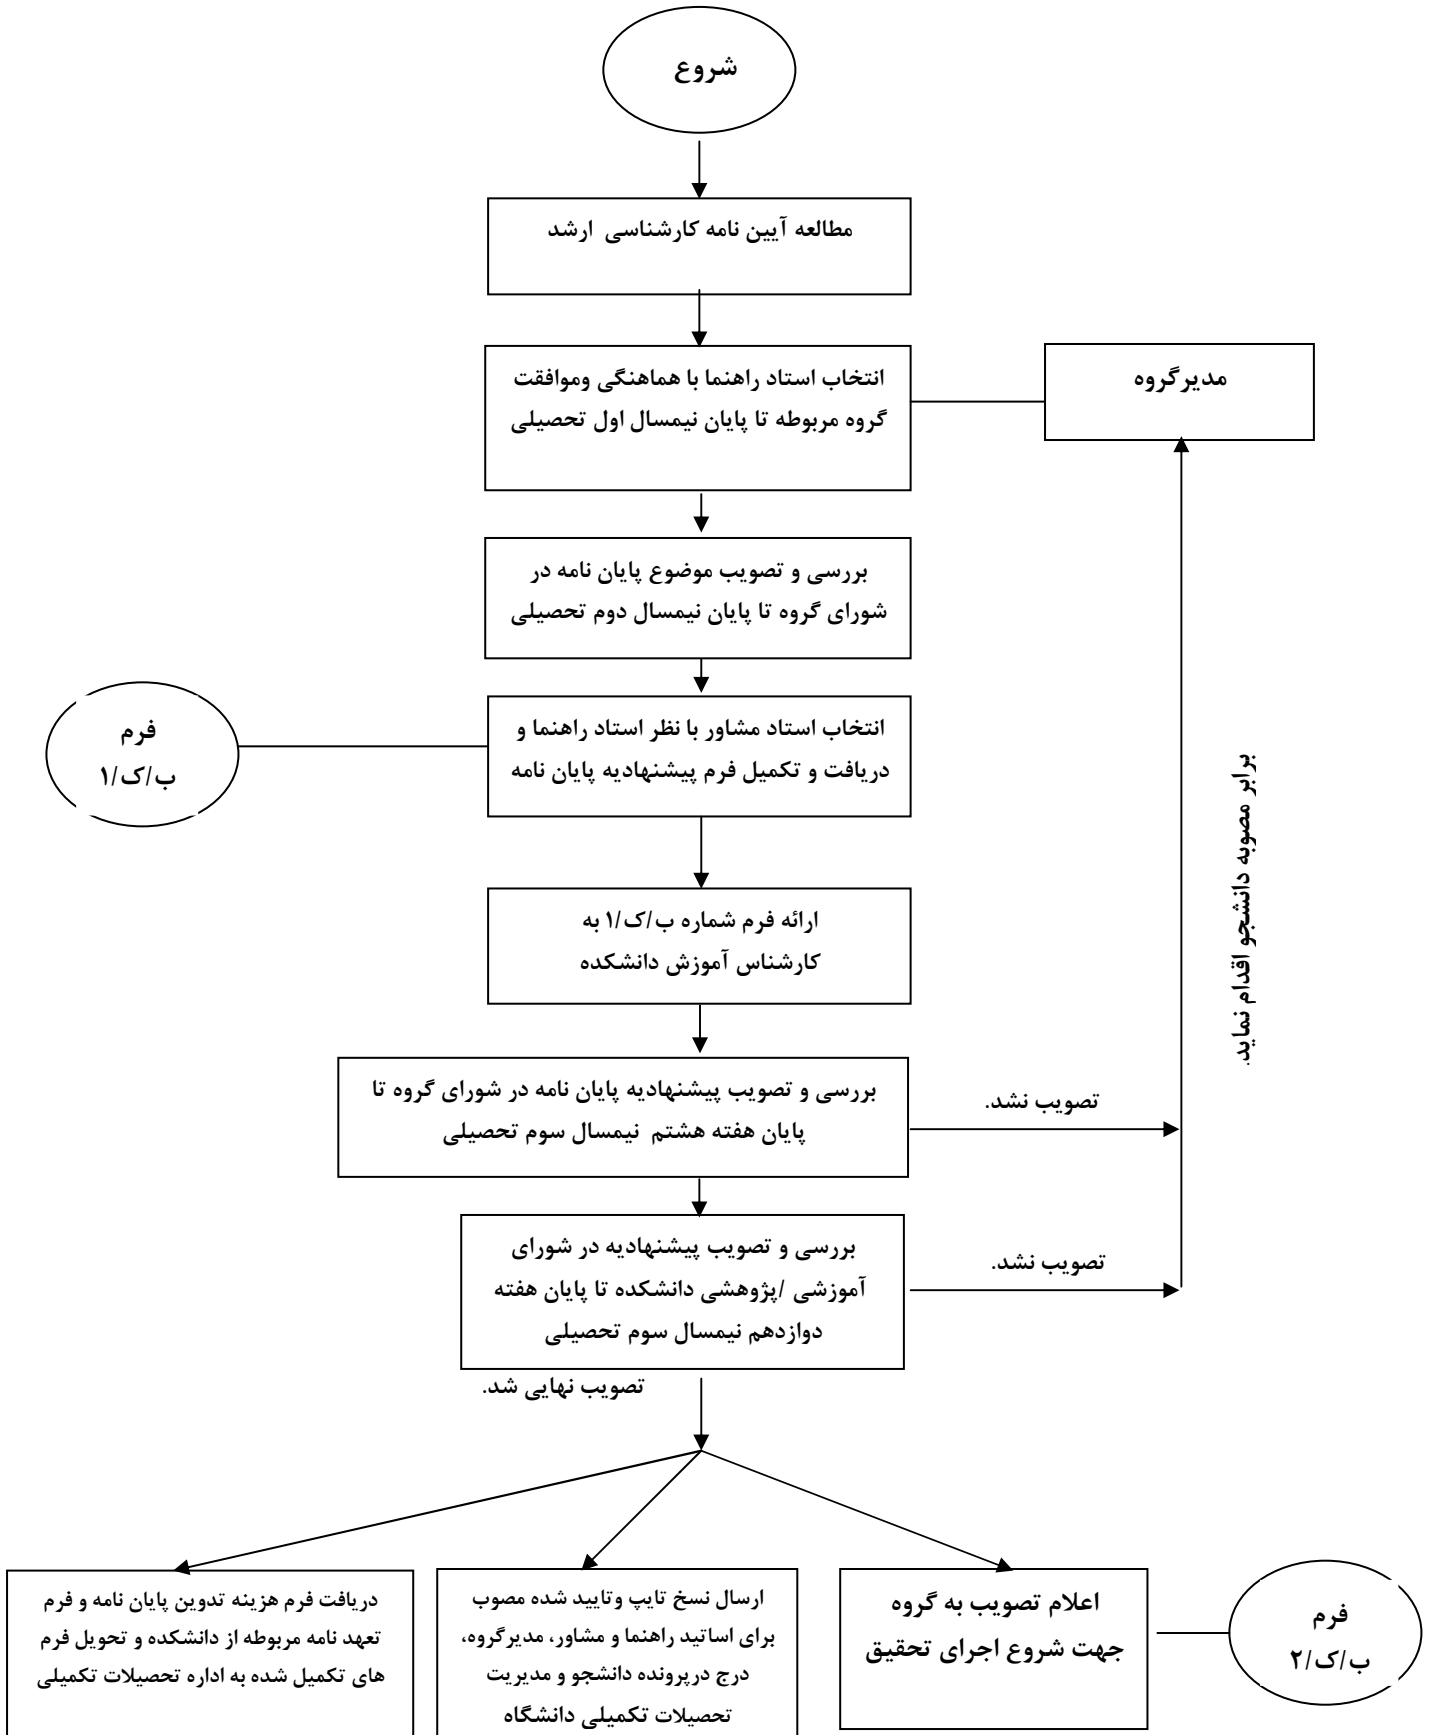 شروع
مطالعه آیین نامه کارشناسی ارشد
انتخاب استاد راهنما با هماهنگی وموافقت
گروه مربوطه تا پایان نیمسال اول تحصیلی
مدیرگروه
بررسی و تصویب موضوع پایان نامه در
شورای گروه تا پایان نیمسال دوم تحصیلی
انتخاب استاد مشاور با نظر استاد راهنما و
دریافت و تکمیل فرم پیشنهادیه پایان نامه
فرم
ب/ک/۱
ارائه فرم شماره ب/ک/۱ به
کارشناس آموزش دانشکده
برابر مصوبه دانشجو اقدام نماید.
بررسی و تصویب پیشنهادیه پایان نامه در شورای گروه تا
پایان هفته هشتم نیمسال سوم تحصیلی
تصویب نشد.
بررسی و تصویب پیشنهادیه در شورای
آموزشی /پژوهشی دانشکده تا پایان هفته
دوازدهم نیمسال سوم تحصیلی
تصویب نشد.
تصویب نهایی شد.
اعلام تصویب به گروه
جهت شروع اجرای تحقیق
فرم
ب/ک/۲
ارسال نسخ تایپ وتایید شده مصوب
برای اساتید راهنما و مشاور، مدیرگروه،
درج درپرونده دانشجو و مدیریت
تحصیلات تکمیلی دانشگاه
دریافت فرم هزینه تدوین پایان نامه و فرم
تعهد نامه مربوطه از دانشکده و تحویل فرم
های تکمیل شده به اداره تحصیلات تکمیلی